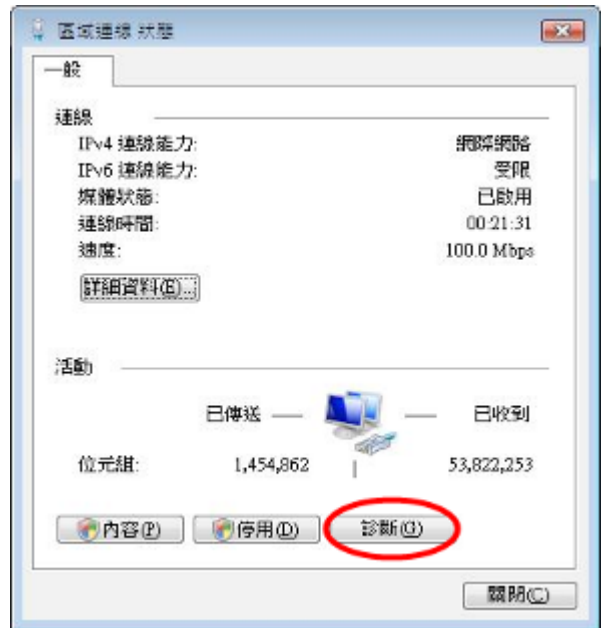 區域連線 狀態
一般
連線
IPv4 連線能力: 網際網路
IPv6 連線能力: 受限
媒體狀態: 已啟用
連線時間: 00:21:31
速度: 100.0 Mbps
詳細資料(E)...
活動
已傳送 已收到
位元組: 1,454,862 53,822,253
內容(P) 停用(D) 診斷(G)
關閉(C)